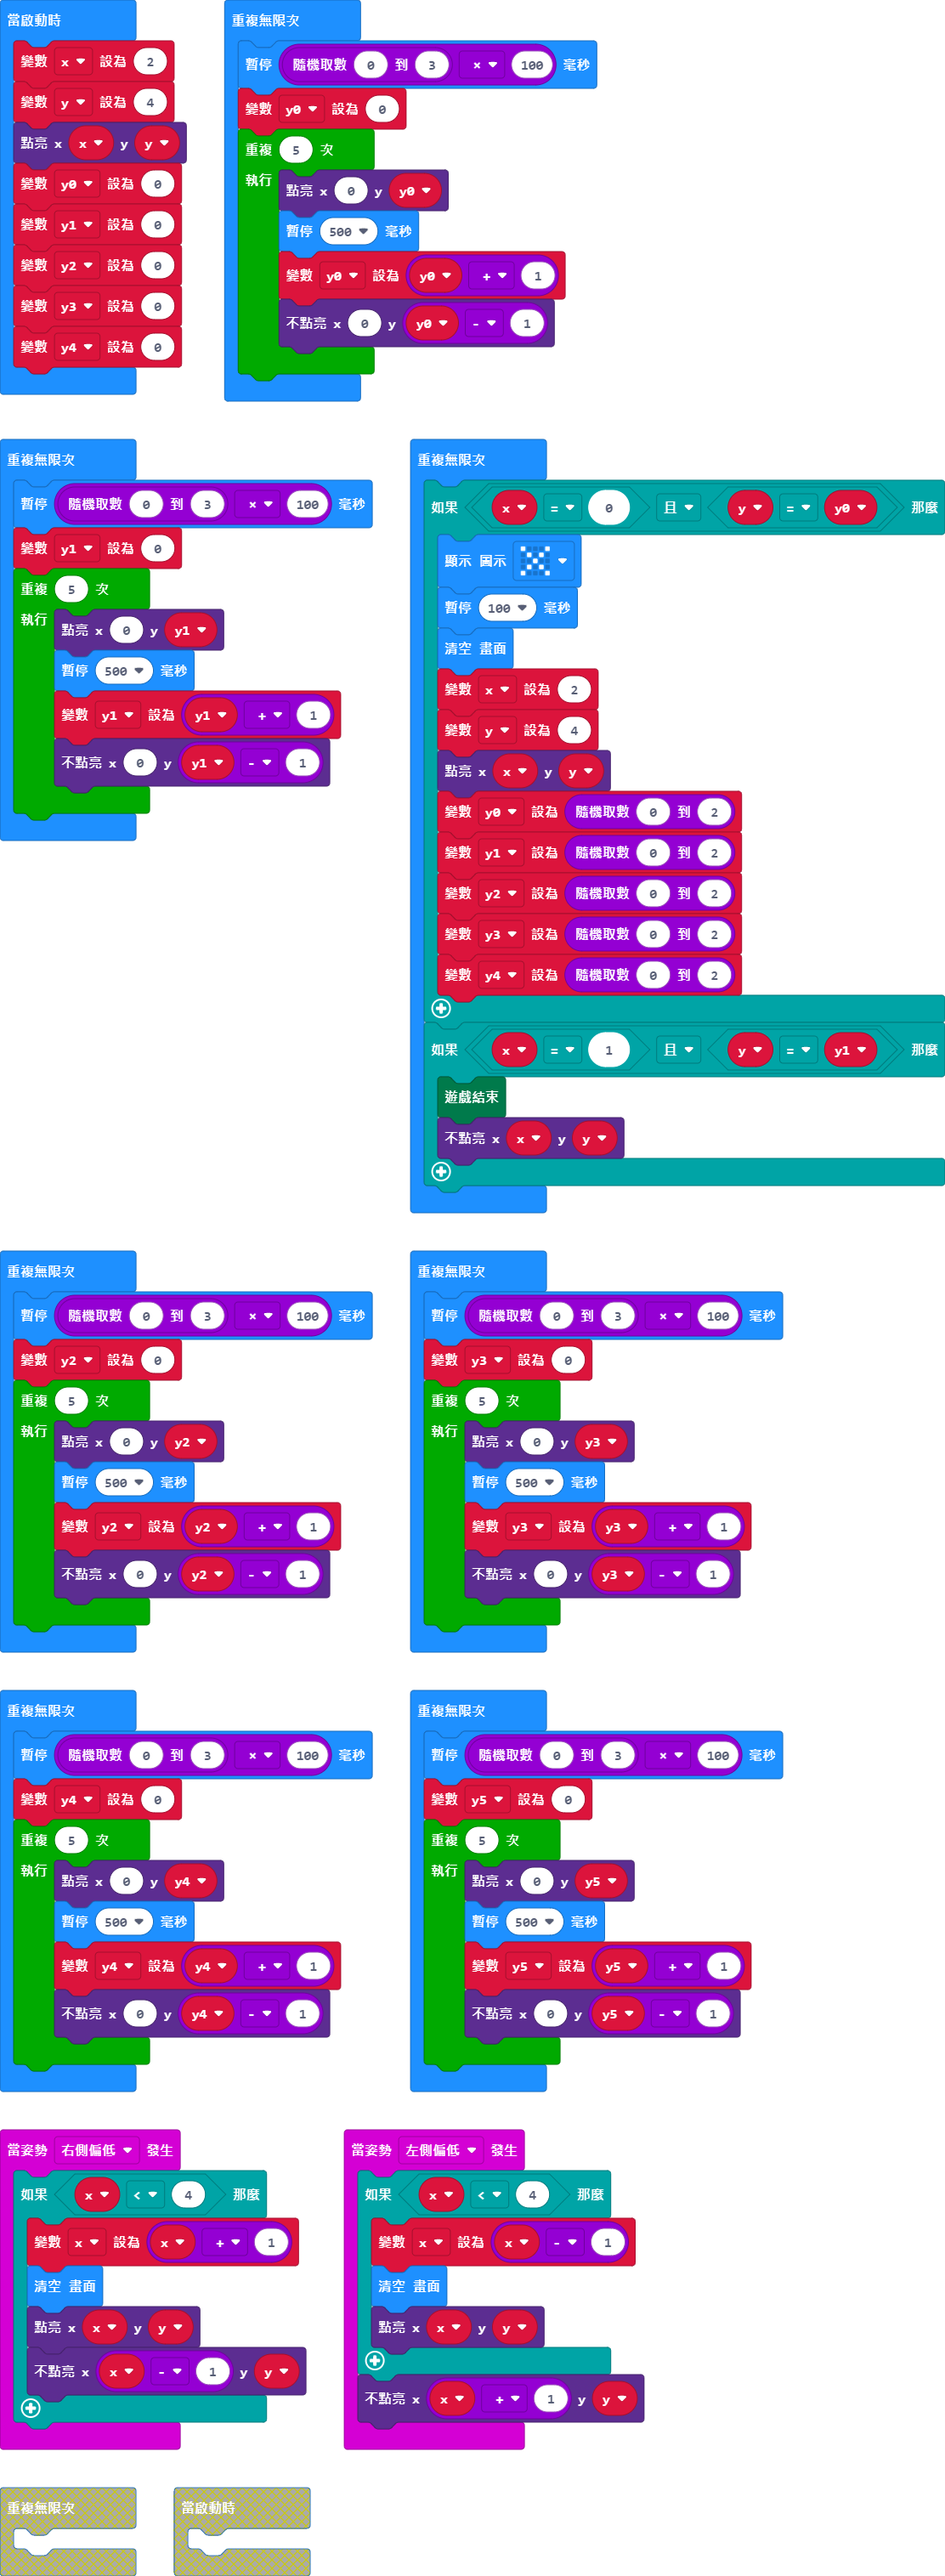 當啟動時
變數 x 設為 2
變數 y 設為 4
點亮 x x y y
變數 y0 設為 0
變數 y1 設為 0
變數 y2 設為 0
變數 y3 設為 0
變數 y4 設為 0
重複無限次
暫停 隨機取數 0 到 3 × 100 毫秒
變數 y0 設為 0
重複 5 次
執行
點亮 x 0 y y0
暫停 500 毫秒
變數 y0 設為 y0 + 1
不點亮 x 0 y y0 - 1
重複無限次
暫停 隨機取數 0 到 3 × 100 毫秒
變數 y1 設為 0
重複 5 次
執行
點亮 x 0 y y1
暫停 500 毫秒
變數 y1 設為 y1 + 1
不點亮 x 0 y y1 - 1
重複無限次
如果 x = 0 且 y = y0 那麼
顯示 圖示
暫停 100 毫秒
清空 畫面
變數 x 設為 2
變數 y 設為 4
點亮 x x y y
變數 y0 設為 隨機取數 0 到 2
變數 y1 設為 隨機取數 0 到 2
變數 y2 設為 隨機取數 0 到 2
變數 y3 設為 隨機取數 0 到 2
變數 y4 設為 隨機取數 0 到 2
如果 x = 1 且 y = y1 那麼
遊戲結束
不點亮 x x y y
重複無限次
暫停 隨機取數 0 到 3 × 100 毫秒
變數 y2 設為 0
重複 5 次
執行
點亮 x 0 y y2
暫停 500 毫秒
變數 y2 設為 y2 + 1
不點亮 x 0 y y2 - 1
重複無限次
暫停 隨機取數 0 到 3 × 100 毫秒
變數 y3 設為 0
重複 5 次
執行
點亮 x 0 y y3
暫停 500 毫秒
變數 y3 設為 y3 + 1
不點亮 x 0 y y3 - 1
重複無限次
暫停 隨機取數 0 到 3 × 100 毫秒
變數 y4 設為 0
重複 5 次
執行
點亮 x 0 y y4
暫停 500 毫秒
變數 y4 設為 y4 + 1
不點亮 x 0 y y4 - 1
重複無限次
暫停 隨機取數 0 到 3 × 100 毫秒
變數 y5 設為 0
重複 5 次
執行
點亮 x 0 y y5
暫停 500 毫秒
變數 y5 設為 y5 + 1
不點亮 x 0 y y5 - 1
當姿勢 右側偏低 發生
如果 x < 4 那麼
變數 x 設為 x + 1
清空 畫面
點亮 x x y y
不點亮 x x - 1 y y
當姿勢 左側偏低 發生
如果 x < 4 那麼
變數 x 設為 x - 1
清空 畫面
點亮 x x y y
不點亮 x x + 1 y y
重複無限次
當啟動時